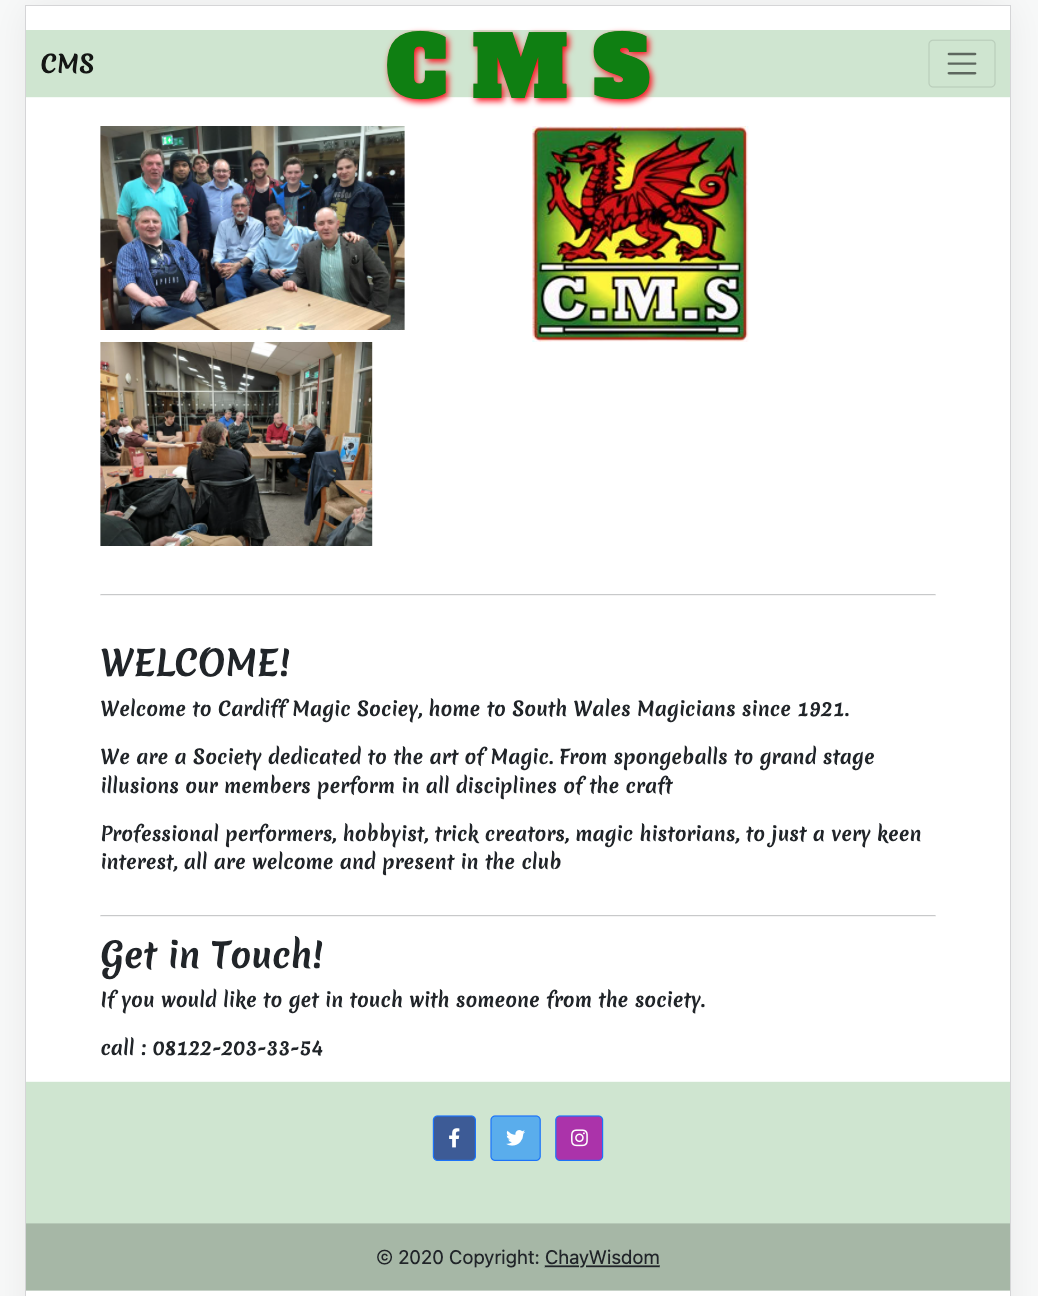 CMS
C M S
C.M.S
WELCOME!
Welcome to Cardiff Magic Sociey, home to South Wales Magicians since 1921.
We are a Society dedicated to the art of Magic. From spongeballs to grand stage
illusions our members perform in all disciplines of the craft
Professional performers, hobbyist, trick creators, magic historians, to just a very keen
interest, all are welcome and present in the club
Get in Touch!
If you would like to get in touch with someone from the society.
call : 08122-203-33-54
© 2020 Copyright: ChayWisdom